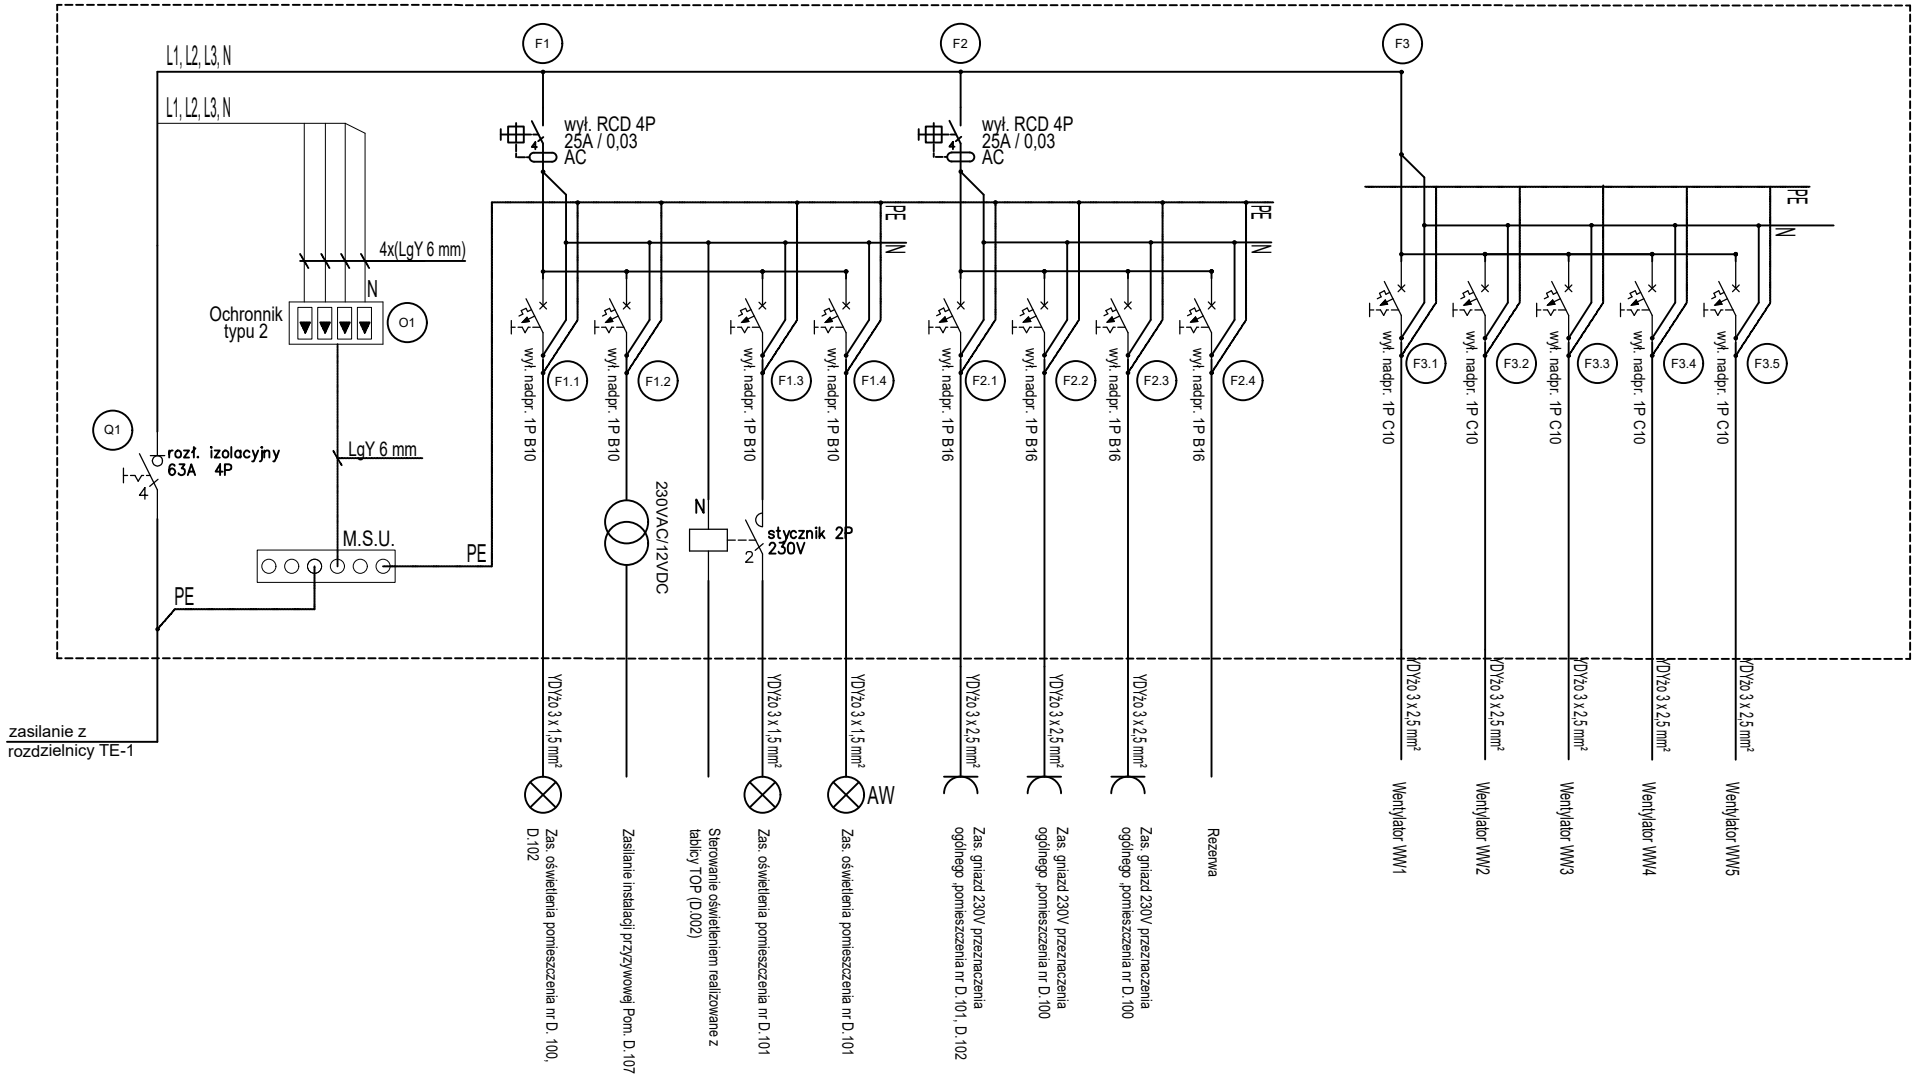 F1
F2
F3
L1, L2, L3, N
L1, L2, L3, N
wył. RCD 4P
25A / 0,03
AC
4
wył. RCD 4P
25A / 0,03
AC
4
PE
N
PE
N
PE
N
4x(LgY 6 mm)
N
Ochronnik
typu 2
O1
wył. nadpr. 1P B10
F1.1
wył. nadpr. 1P B10
F1.2
wył. nadpr. 1P B10
F1.3
wył. nadpr. 1P B10
F1.4
wył. nadpr. 1P B16
F2.1
wył. nadpr. 1P B16
F2.2
wył. nadpr. 1P B16
F2.3
wył. nadpr. 1P B16
F2.4
wył. nadpr. 1P C10
F3.1
wył. nadpr. 1P C10
F3.2
wył. nadpr. 1P C10
F3.3
wył. nadpr. 1P C10
F3.4
wył. nadpr. 1P C10
F3.5
Q1
rozł. izolacyjny
63A 4P
4
LgY 6 mm
M.S.U.
PE
PE
230VAC/12VDC
N
stycznik 2P
230V
2
zasilanie z
rozdzielnicy TE-1
YDYżo 3 x 1,5 mm²
YDYżo 3 x 1,5 mm²
YDYżo 3 x 1,5 mm²
YDYżo 3 x 2,5 mm²
YDYżo 3 x 2,5 mm²
YDYżo 3 x 2,5 mm²
YDYżo 3 x 2,5 mm²
YDYżo 3 x 2,5 mm²
YDYżo 3 x 2,5 mm²
YDYżo 3 x 2,5 mm²
YDYżo 3 x 2,5 mm²
AW
Zas. oświetlenia pomieszczenia nr D. 100,
D.102
Zasilanie instalacji przyzywowej Pom. D.107
Sterowanie oświetleniem realizowane z
tablicy TOP (D.002)
Zas. oświetlenia pomieszczenia nr D.101
Zas. oświetlenia pomieszczenia nr D.101
Zas. gniazd 230V przeznaczenia
ogólnego ,pomieszczenia nr D.101, D.102
Zas. gniazd 230V przeznaczenia
ogólnego ,pomieszczenia nr D.100
Zas. gniazd 230V przeznaczenia
ogólnego ,pomieszczenia nr D.100
Rezerwa
Wentylator WW1
Wentylator WW2
Wentylator WW3
Wentylator WW4
Wentylator WW5